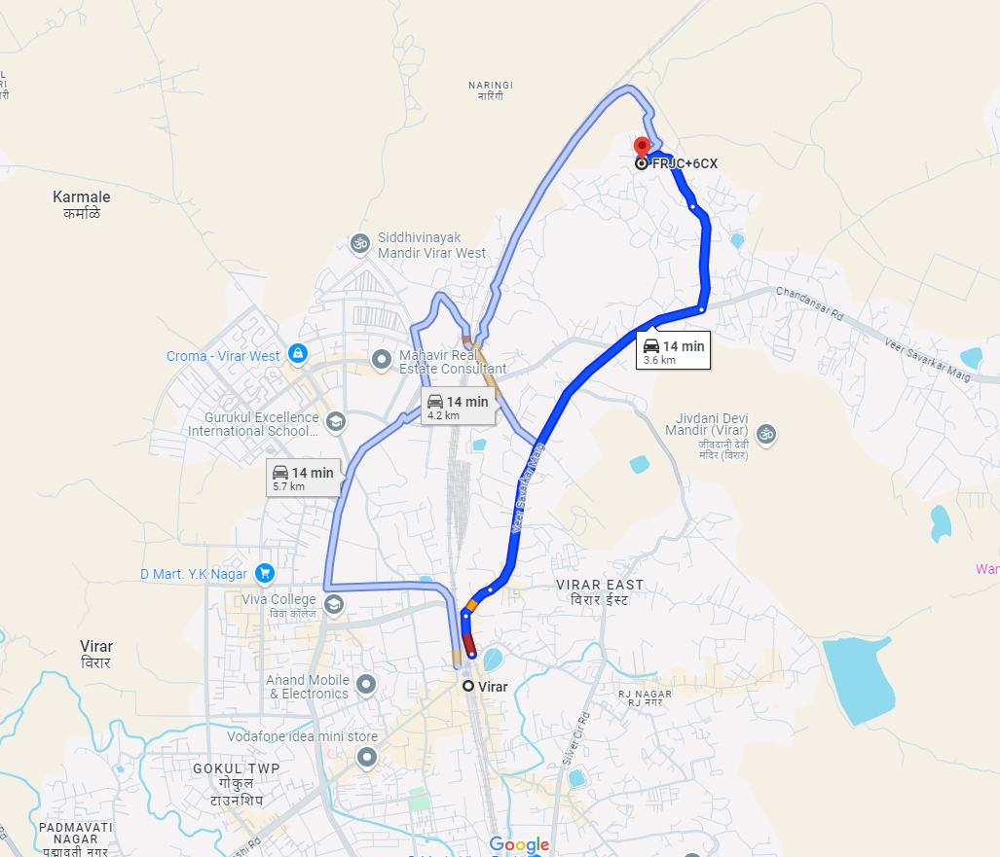 NARINGI
नारिंगी
FRJC+6CX
Karmale
कर्माळे
Siddhivinayak
Mandir Virar West
Chandansar Rd
Veer Savarkar Marg
14 min
3.6 km
Croma - Virar West
Mahavir Real
Estate Consultant
14 min
4.2 km
Gurukul Excellence
International School...
Jivdani Devi
Mandir (Virar)
जीवदानी देवी
मंदिर (विरार)
14 min
5.7 km
Veer Savarkar Marg
D Mart. Y.K Nagar
VIRAR EAST
विरार ईस्ट
Viva College
विवा कॉलेज
Virar
विरार
Anand Mobile
& Electronics
Virar
RJ NAGAR
RJ नगर
Silver Cir Rd
Vodafone idea mini store
GOKUL TWP
गोकुल
टाउनशिप
PADMAVATI
NAGAR
पद्मावती नगर
Google